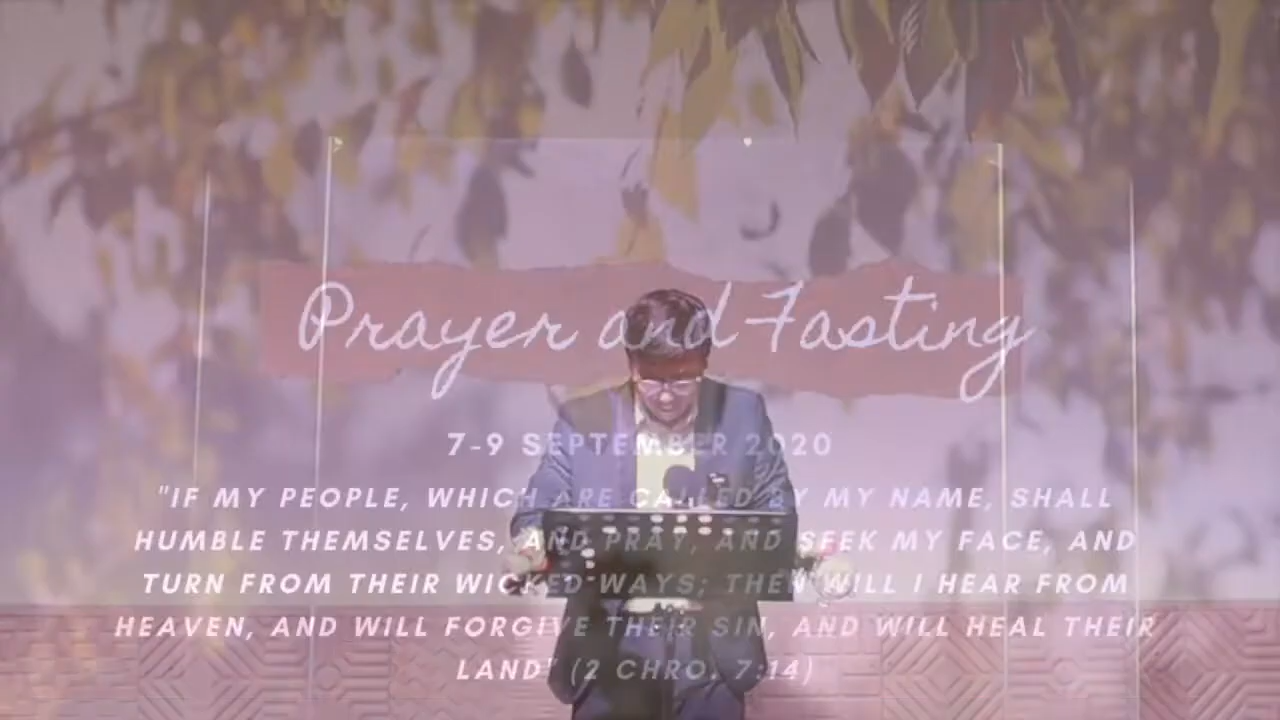 Prayer and Fasting
7-9 SEPTEMBER 2020
"IF MY PEOPLE, WHICH ARE CALLED BY MY NAME, SHALL
HUMBLE THEMSELVES, AND PRAY, AND SEEK MY FACE, AND
TURN FROM THEIR WICKED WAYS; THEN WILL I HEAR FROM
HEAVEN, AND WILL FORGIVE THEIR SIN, AND WILL HEAL THEIR
LAND" (2 CHRO. 7:14)